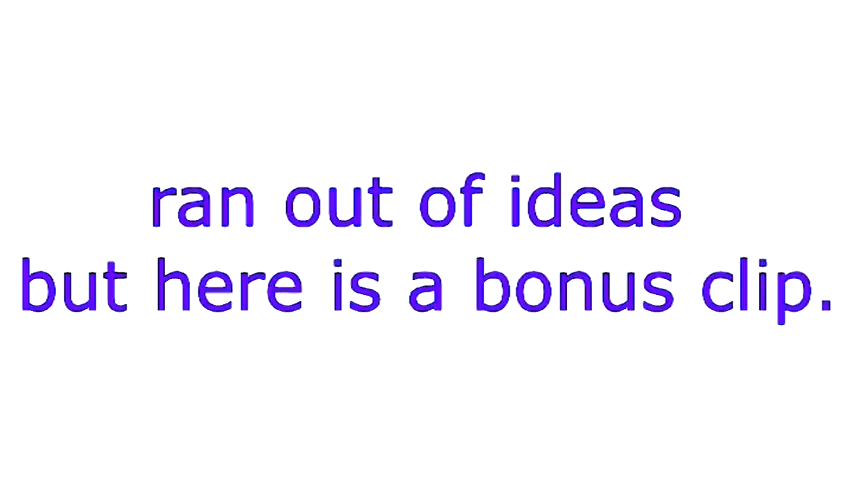 ran out of ideas
but here is a bonus clip.